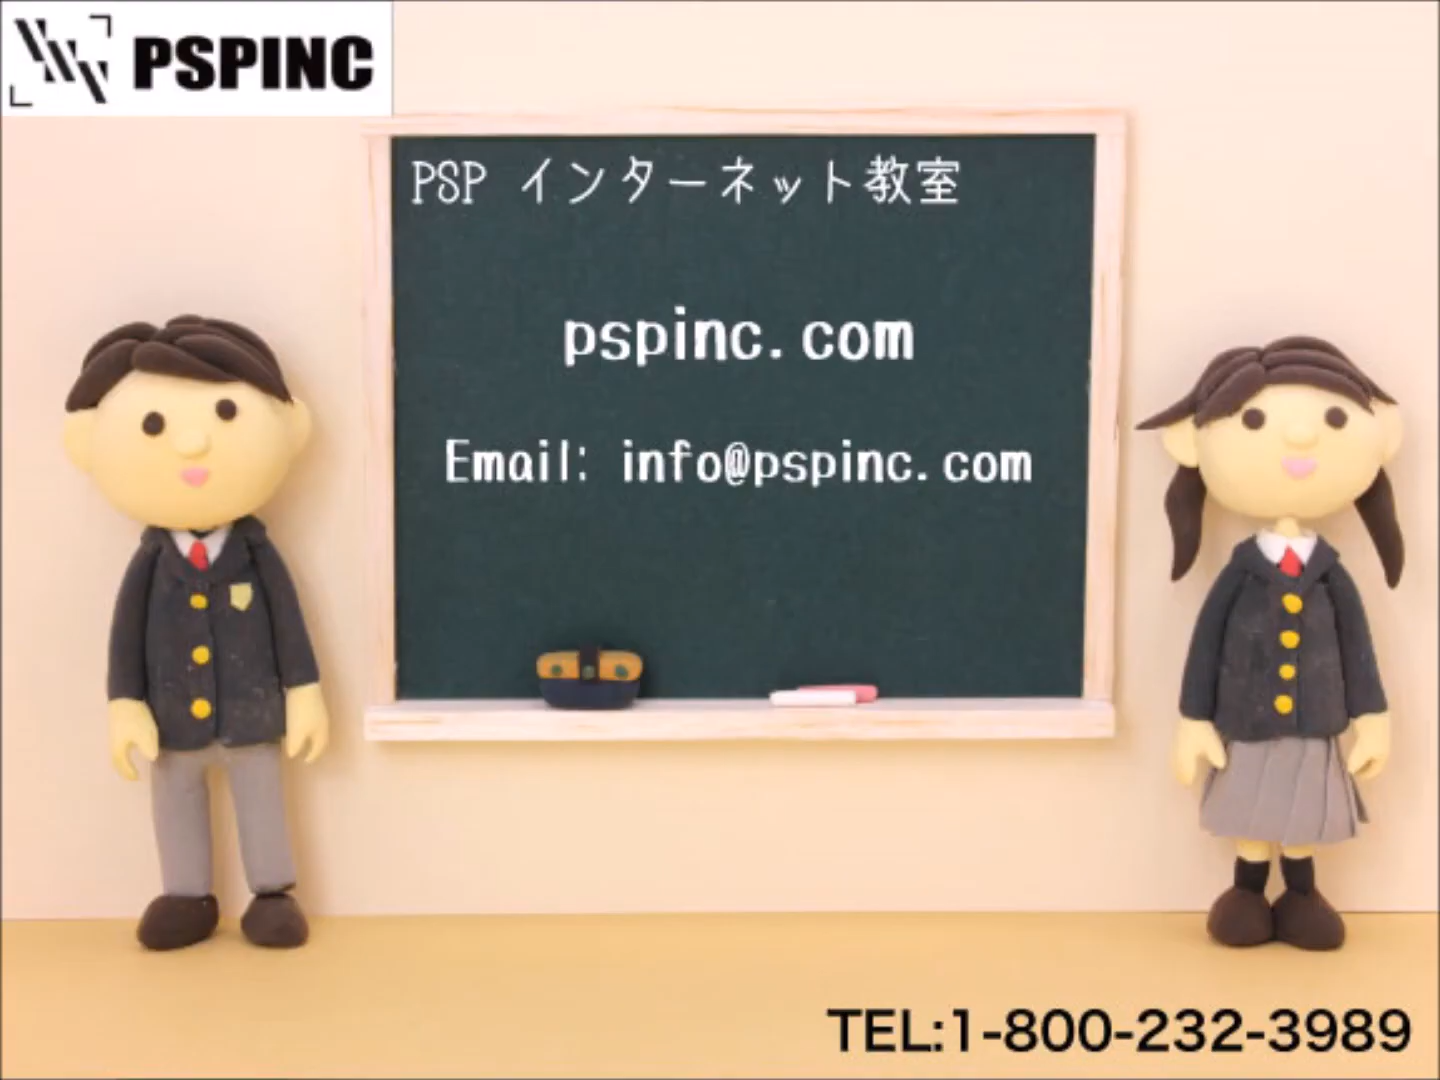 PSPINC
PSP インターネット教室
pspinc.com
Email: info@pspinc.com
TEL:1-800-232-3989